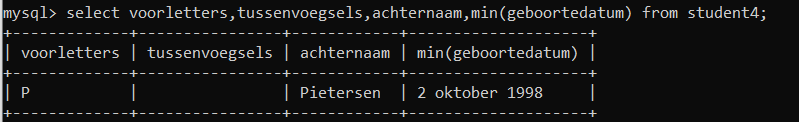 mysql> select voorletters,tussenvoegsels,achternaam,min(geboortedatum) from student4;
+-------------+----------------+------------+--------------------+
| voorletters | tussenvoegsels | achternaam | min(geboortedatum) |
+-------------+----------------+------------+--------------------+
| P           |                | Pietersen  | 2 oktober 1998     |
+-------------+----------------+------------+--------------------+